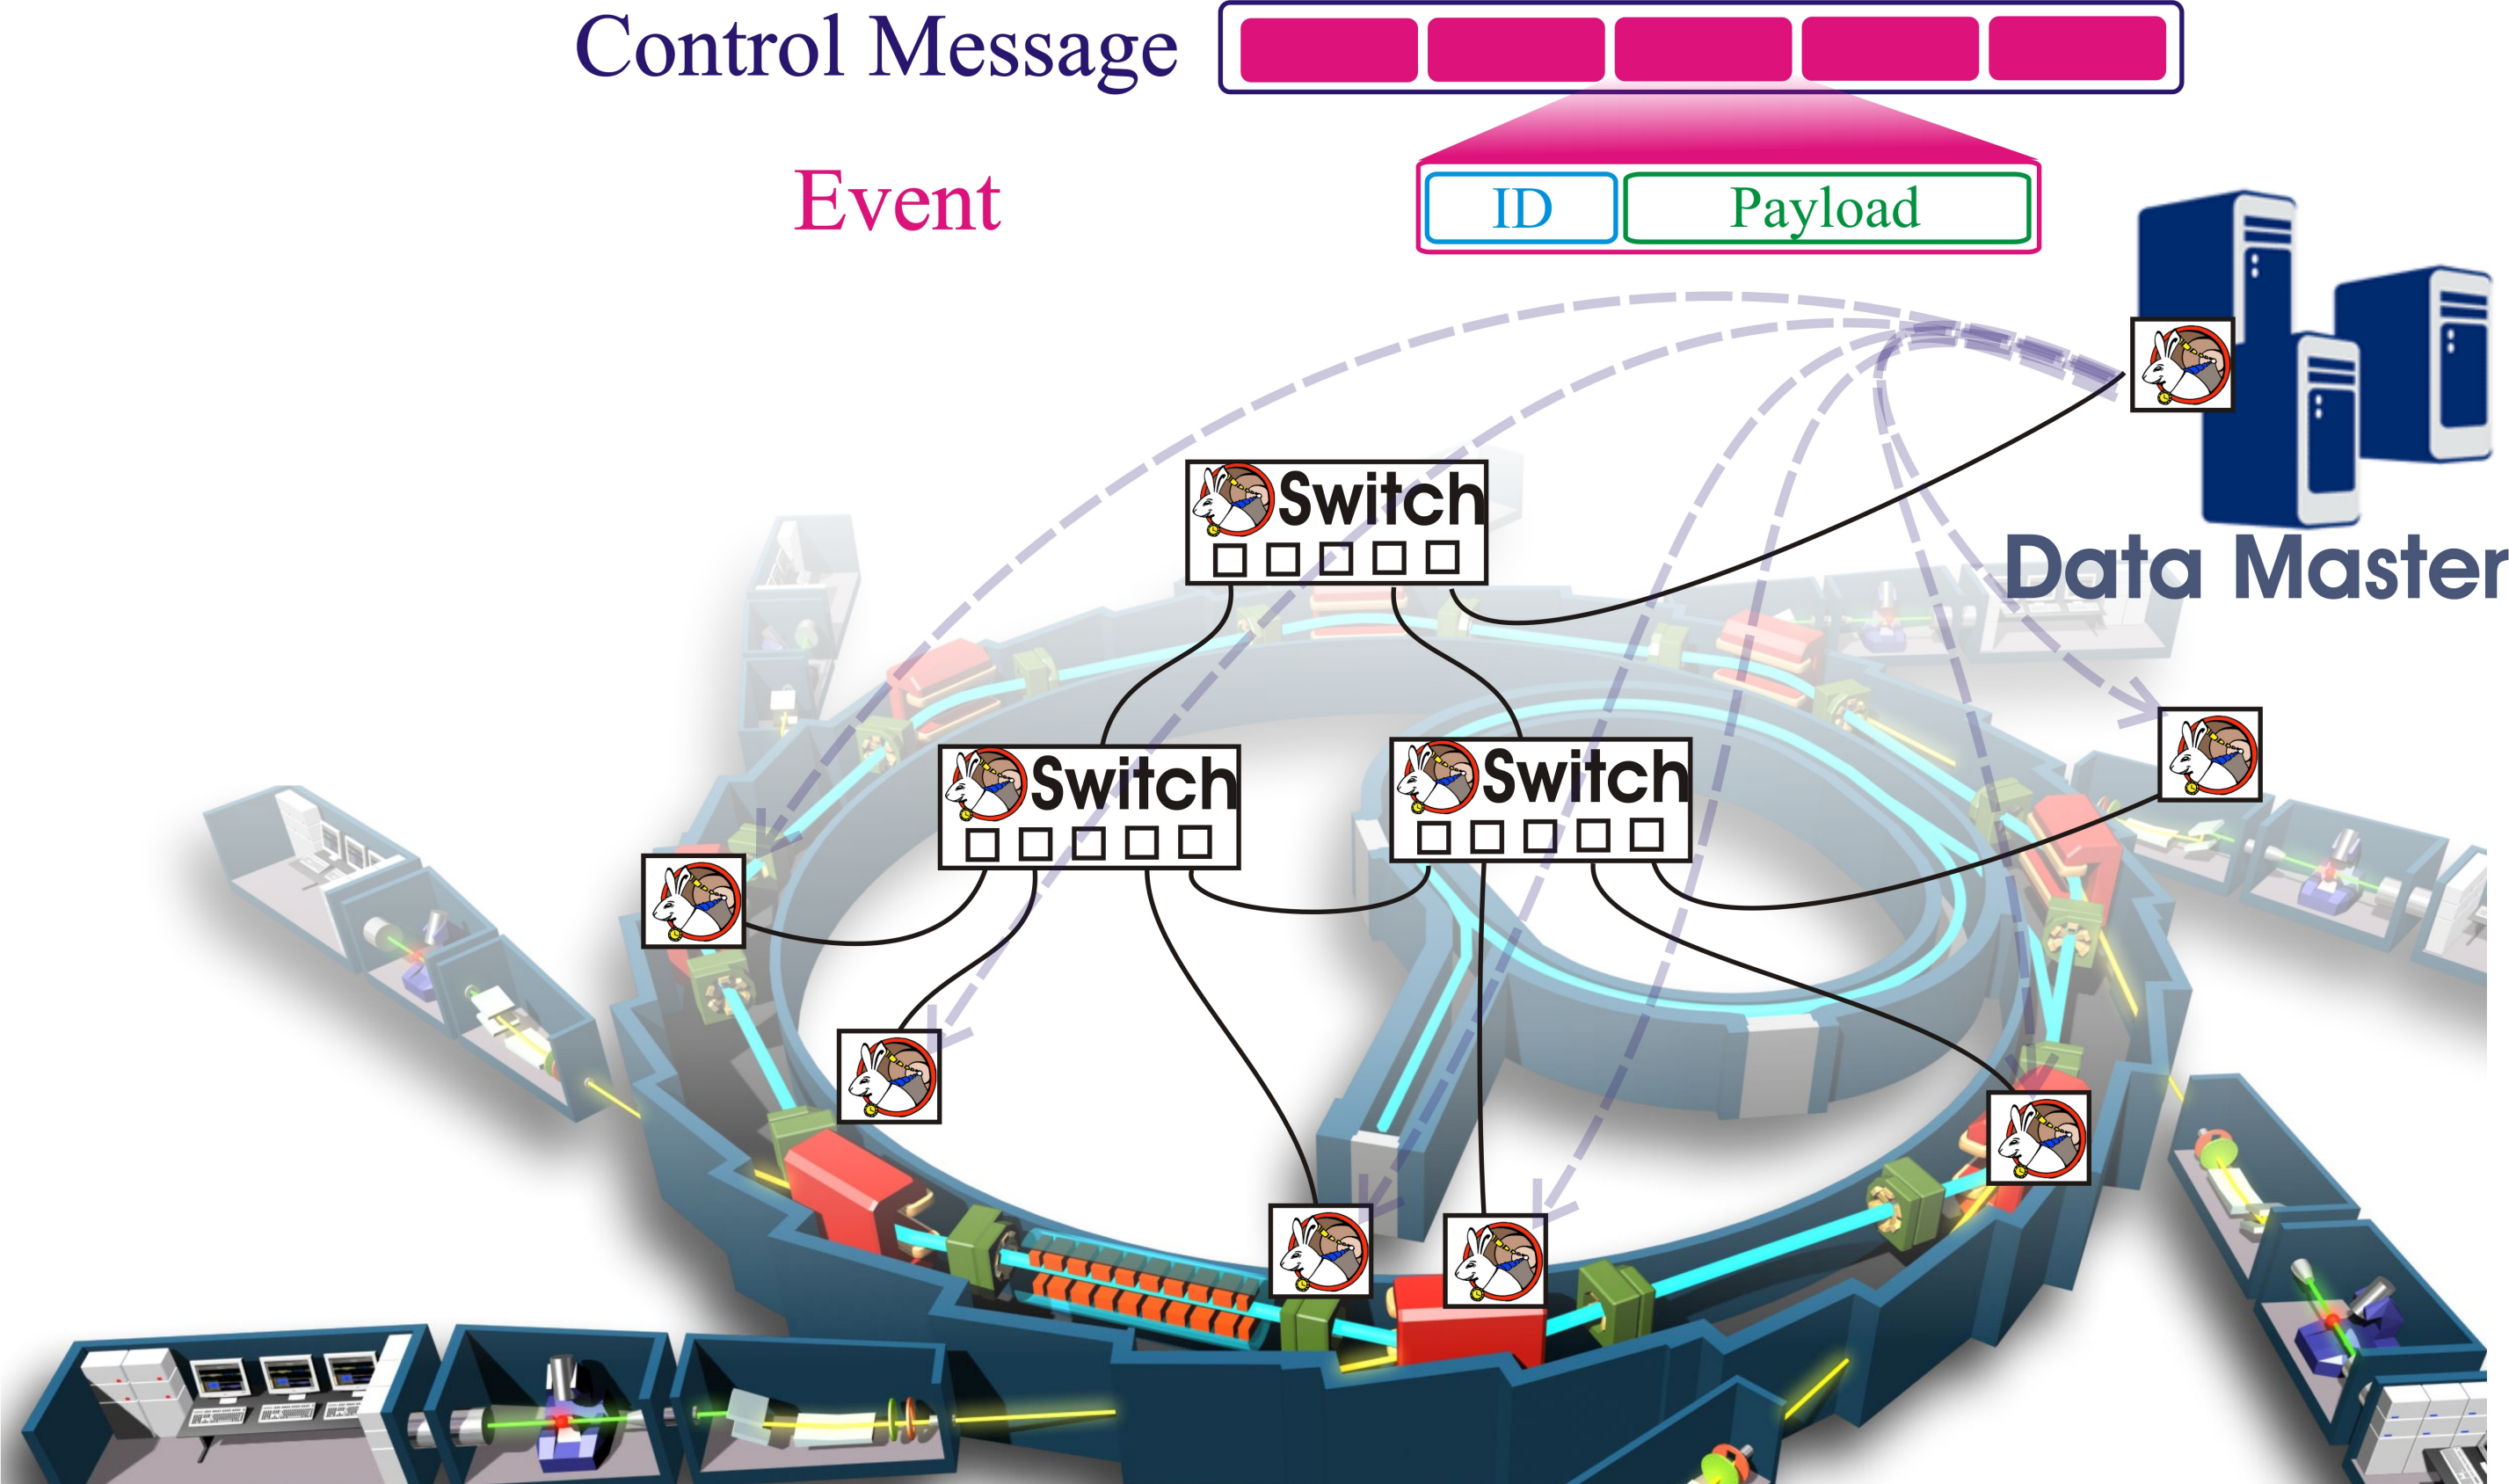 Control Message
Event
ID
Payload
Switch
Data Master
Switch
Switch